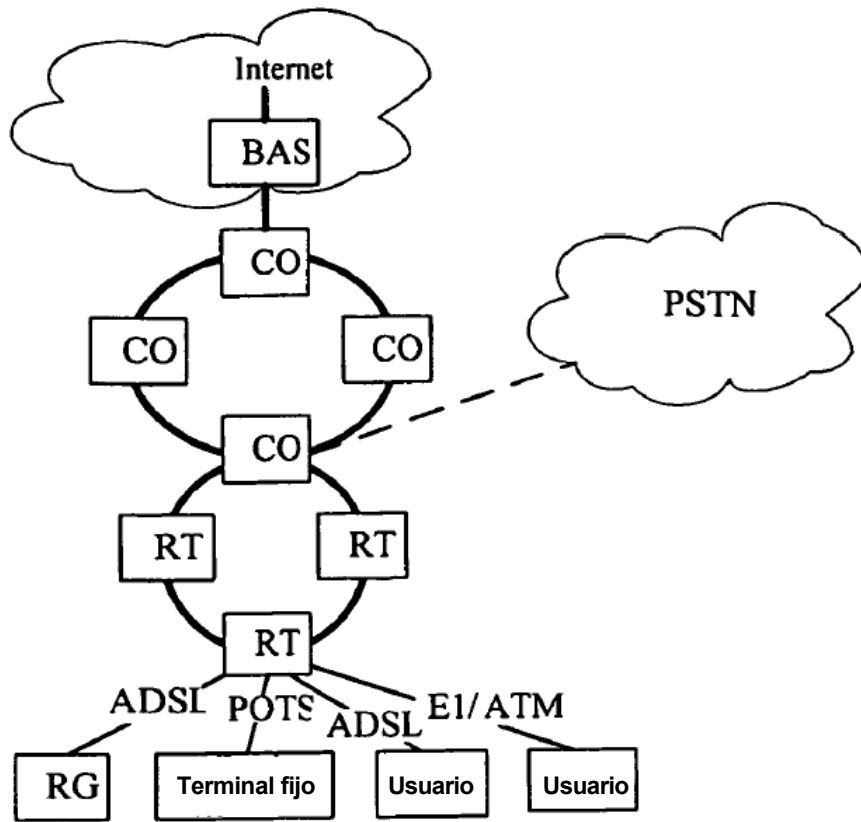 Internet
BAS
CO
PSTN
CO
CO
CO
RT
RT
RT
ADSL
POTS
ADSL
E1/ATM
RG
Terminal fijo
Usuario
Usuario